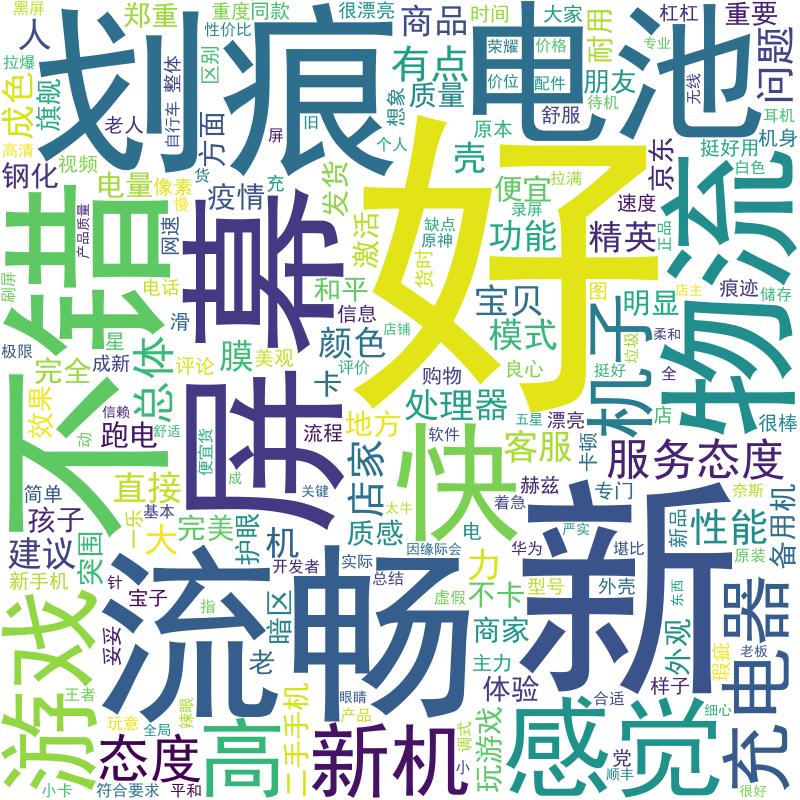 黑屏
郑重
重度同款
性价比
很漂亮
商品
时间
大家
杠杠
重要
人
拉爆
划痕
区别
有点
电池
荣耀
价格
专业
耐用
问题
成色
旗舰
自行车
整体
想象
质量
价位
配件
朋友
无线
老人
屏
旧
个人
原本
舒服
待机
耳机
机身
高清
钢化
视频
方面
壳
京东
挺好用
白色
电量
像素
货
慢
疫情
充
发货
好
便宜
拉满
录屏
速度
不错
产品质量
网速
屏幕
激活
缺点
原神
功能
精英
正品
物流
刷屏
电话
滑
和平
信息
货时
宝贝
图
明显
店主
痕迹
储存
极限
星
成新
总体
评论
膜
美观
颜色
店铺
评价
卡
模式
良心
机子
垃圾
柔和
挺好
全
完全
效果
信赖
舒适
跑电
动
便宜货
流程
地方
购物
处理器
五星
漂亮
店
很棒
成
关键
软件
快
客服
卡顿
服务态度
简单
直接
店家
着急
赫兹
专门
奈斯
孩子
基本
一乐
大
完美
护眼
质感
太牛
电
新
严实
新品
性能
备用机
建议
突围
机
因缘际会
力
华为
堪比
原装
新手机
针
宝子
流畅
开发者
实际
总结
虚假
不卡
型号
外壳
东西
游戏
妥妥
指
暗区
商家
外观
充电器
老
主力
老板
瑕疵
王者
玩意
全局
辣眼
二手手机
眼睛
产品
体验
合适
样子
细心
态度
高
新机
调式
小
玩游戏
感觉
党
顺丰
小卡
符合要求
平和
很好